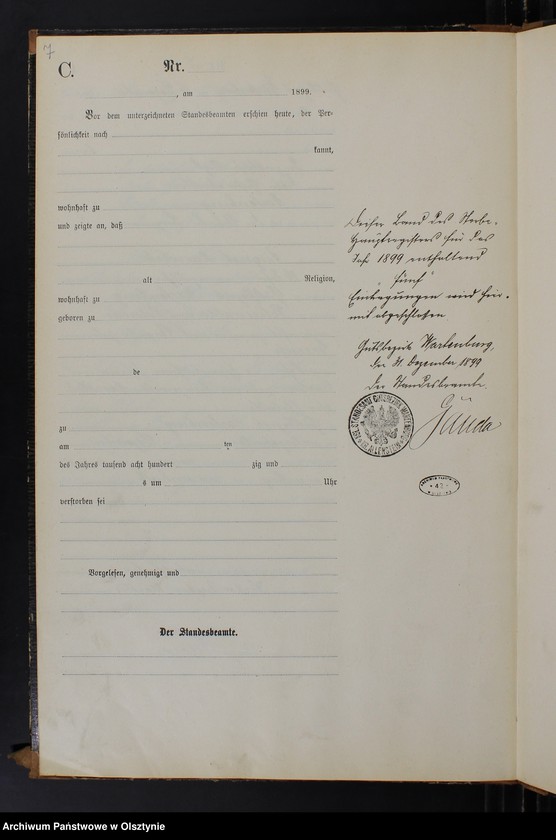 7
C.
Nr.
, am 1899.
Vor dem unterzeichneten Standesbeamten erschien heute, der Per-
sönlichkeit nach
kannt,
wohnhaft zu
und zeigte an, daß
alt Religion,
wohnhaft zu
geboren zu
de
zu
am ten
des Jahres tausend acht hundert zig und
s um Uhr
verstorben sei
Vorgelesen, genehmigt und
Der Standesbeamte.
Dieser Band des Sterbe-
Hauptregisters für das
Jahr 1899 enthaltend
"fünf"
Eintragungen wird hier-
mit abgeschlossen
Gutsbezirk Wartenburg,
den 31. Dezember 1899
Der Standesbeamte.
Archiwum Państwowe w Olsztynie